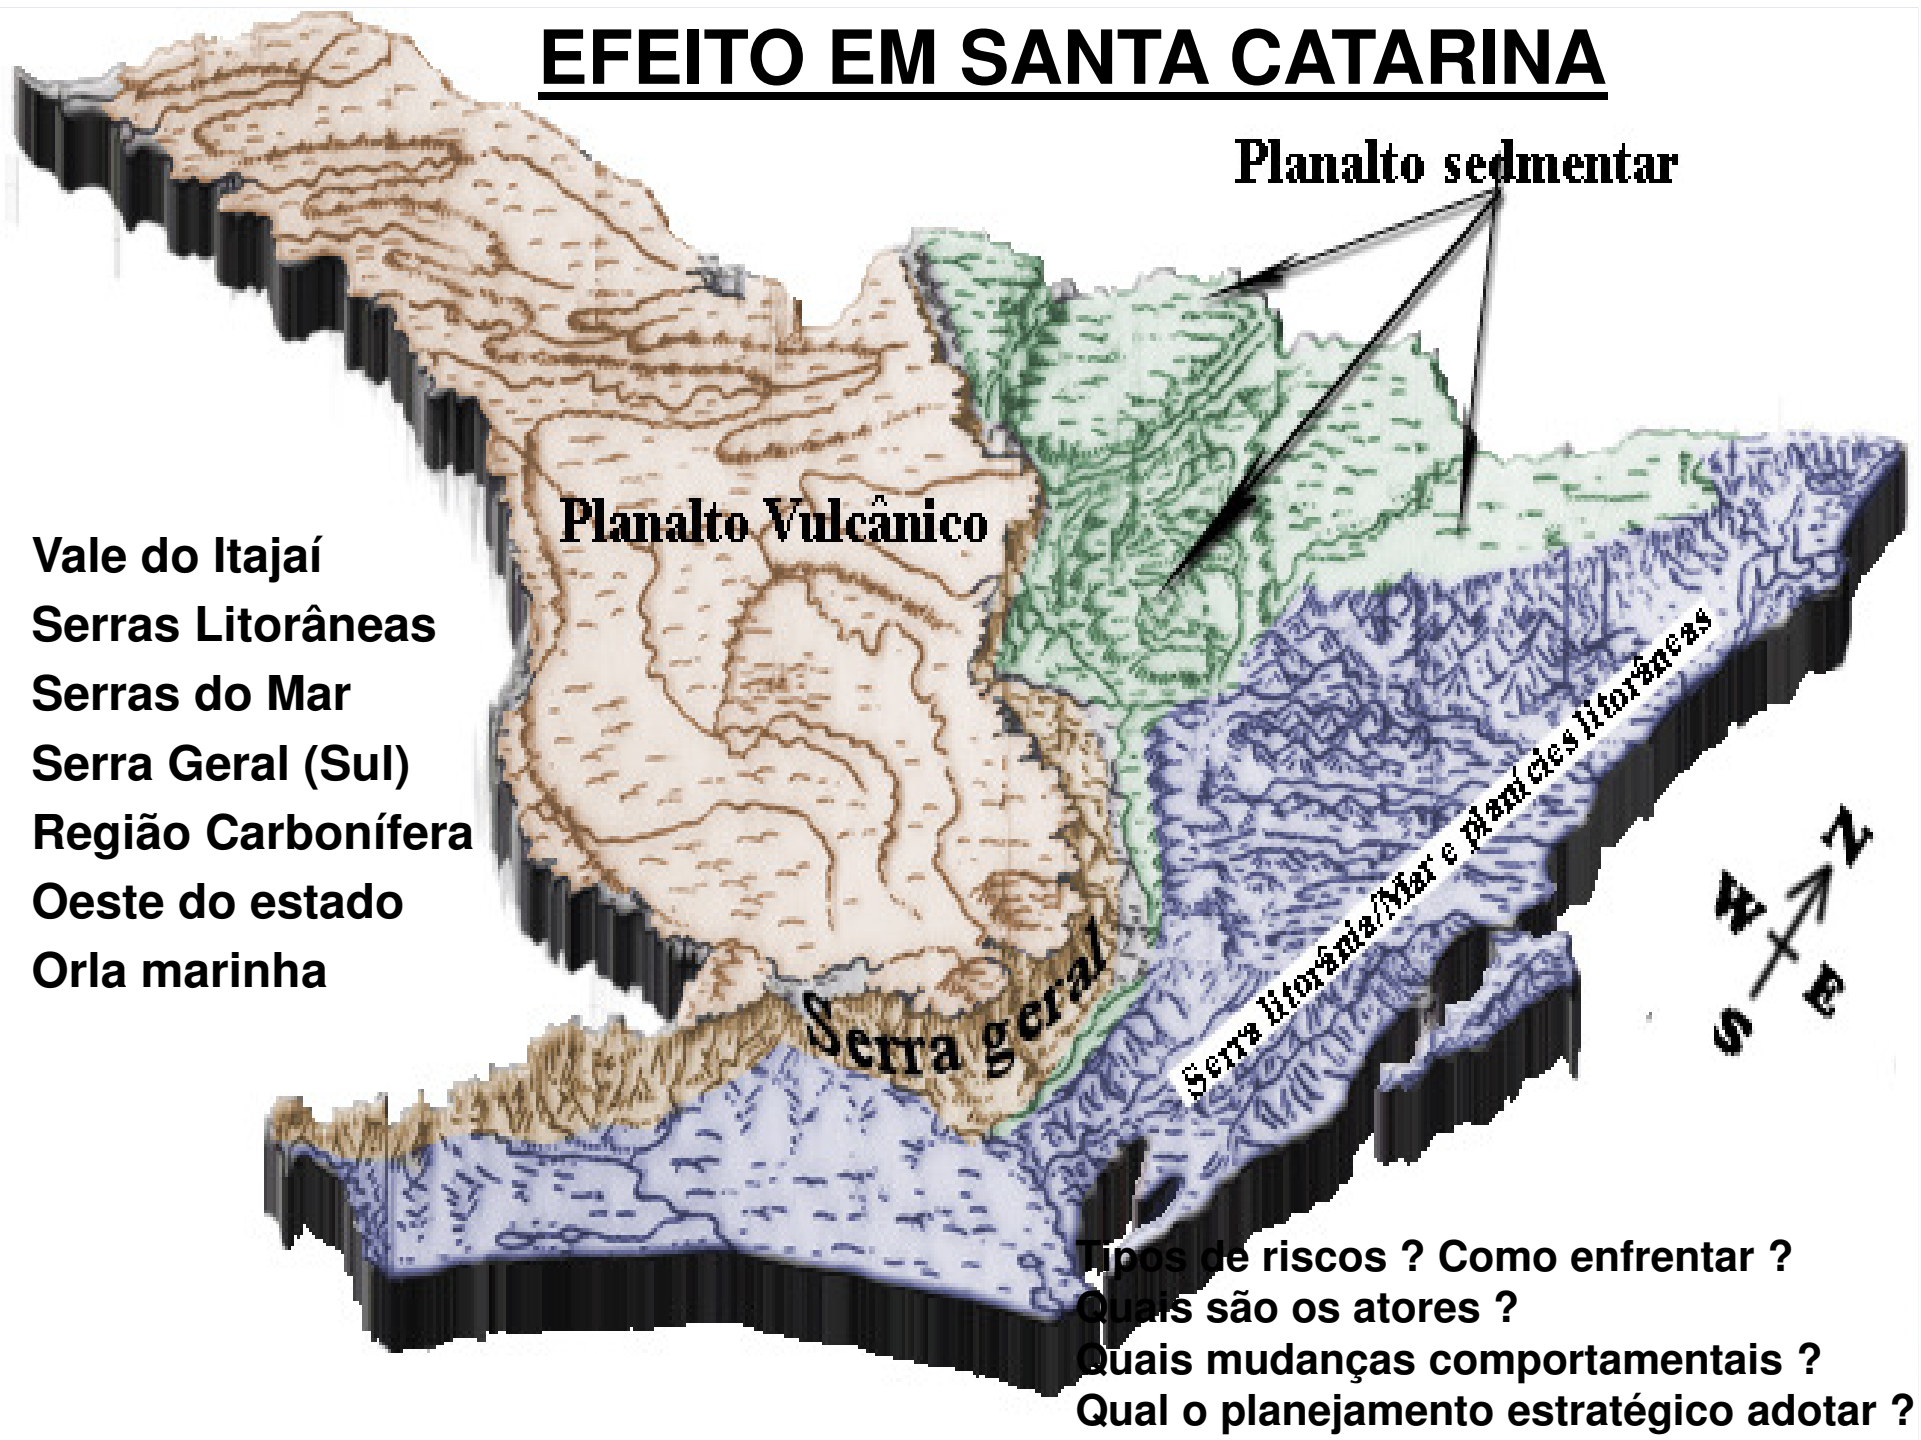 EFEITO EM SANTA CATARINA
Planalto sedmentar
Planalto Vulcânico
Vale do Itajaí
Serras Litorâneas
Serras do Mar
Serra Geral (Sul)
Região Carbonífera
Oeste do estado
Orla marinha
Serra litorânia/Mar e planícies litorâneas
Serra geral
N
W
E
S
Tipos de riscos ? Como enfrentar ?
Quais são os atores ?
Quais mudanças comportamentais ?
Qual o planejamento estratégico adotar ?